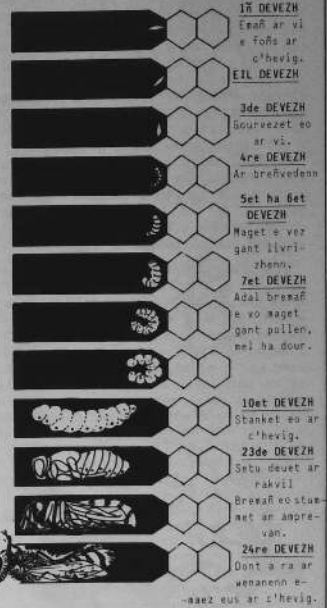 1ñ DEVEZH
Emañ ar vi
e foñs ar
c'hevig.
EIL DEVEZH
3de DEVEZH
Gourvezet eo
ar vi.
4re DEVEZH
Ar breñvedenn
5et ha 6et
DEVEZH
Maget e vez
gant livri-
zhenn.
7et DEVEZH
Adal bremañ
e vo maget
gant pollen,
mel ha dour.
10et DEVEZH
Stanket eo ar
c'hevig.
23de DEVEZH
Setu deuet ar
rakvil
Bremañ eo stum-
met ar ampre-
van.
24re DEVEZH
Dont a ra ar
wenanenn e-
-maez eus ar c'hevig.